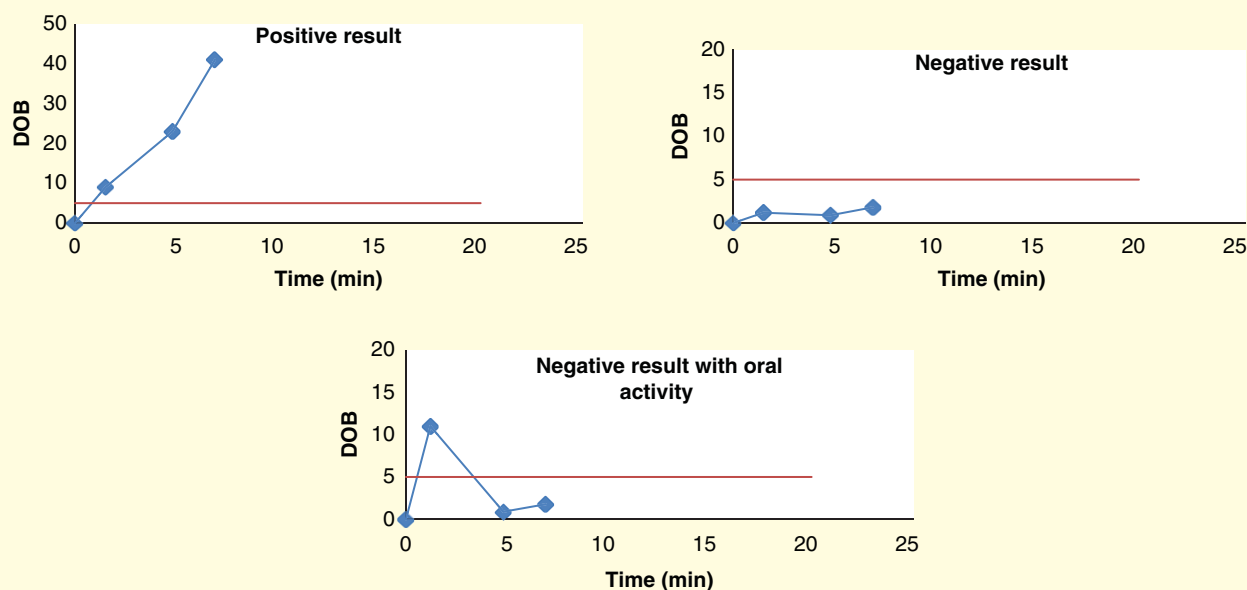 Positive result
50
40
30
20
10
0
DOB
0 5 10 15 20 25
Time (min)
Negative result
20
15
10
5
0
DOB
0 5 10 15 20 25
Time (min)
Negative result with oral
activity
20
15
10
5
0
DOB
0 5 10 15 20 25
Time (min)